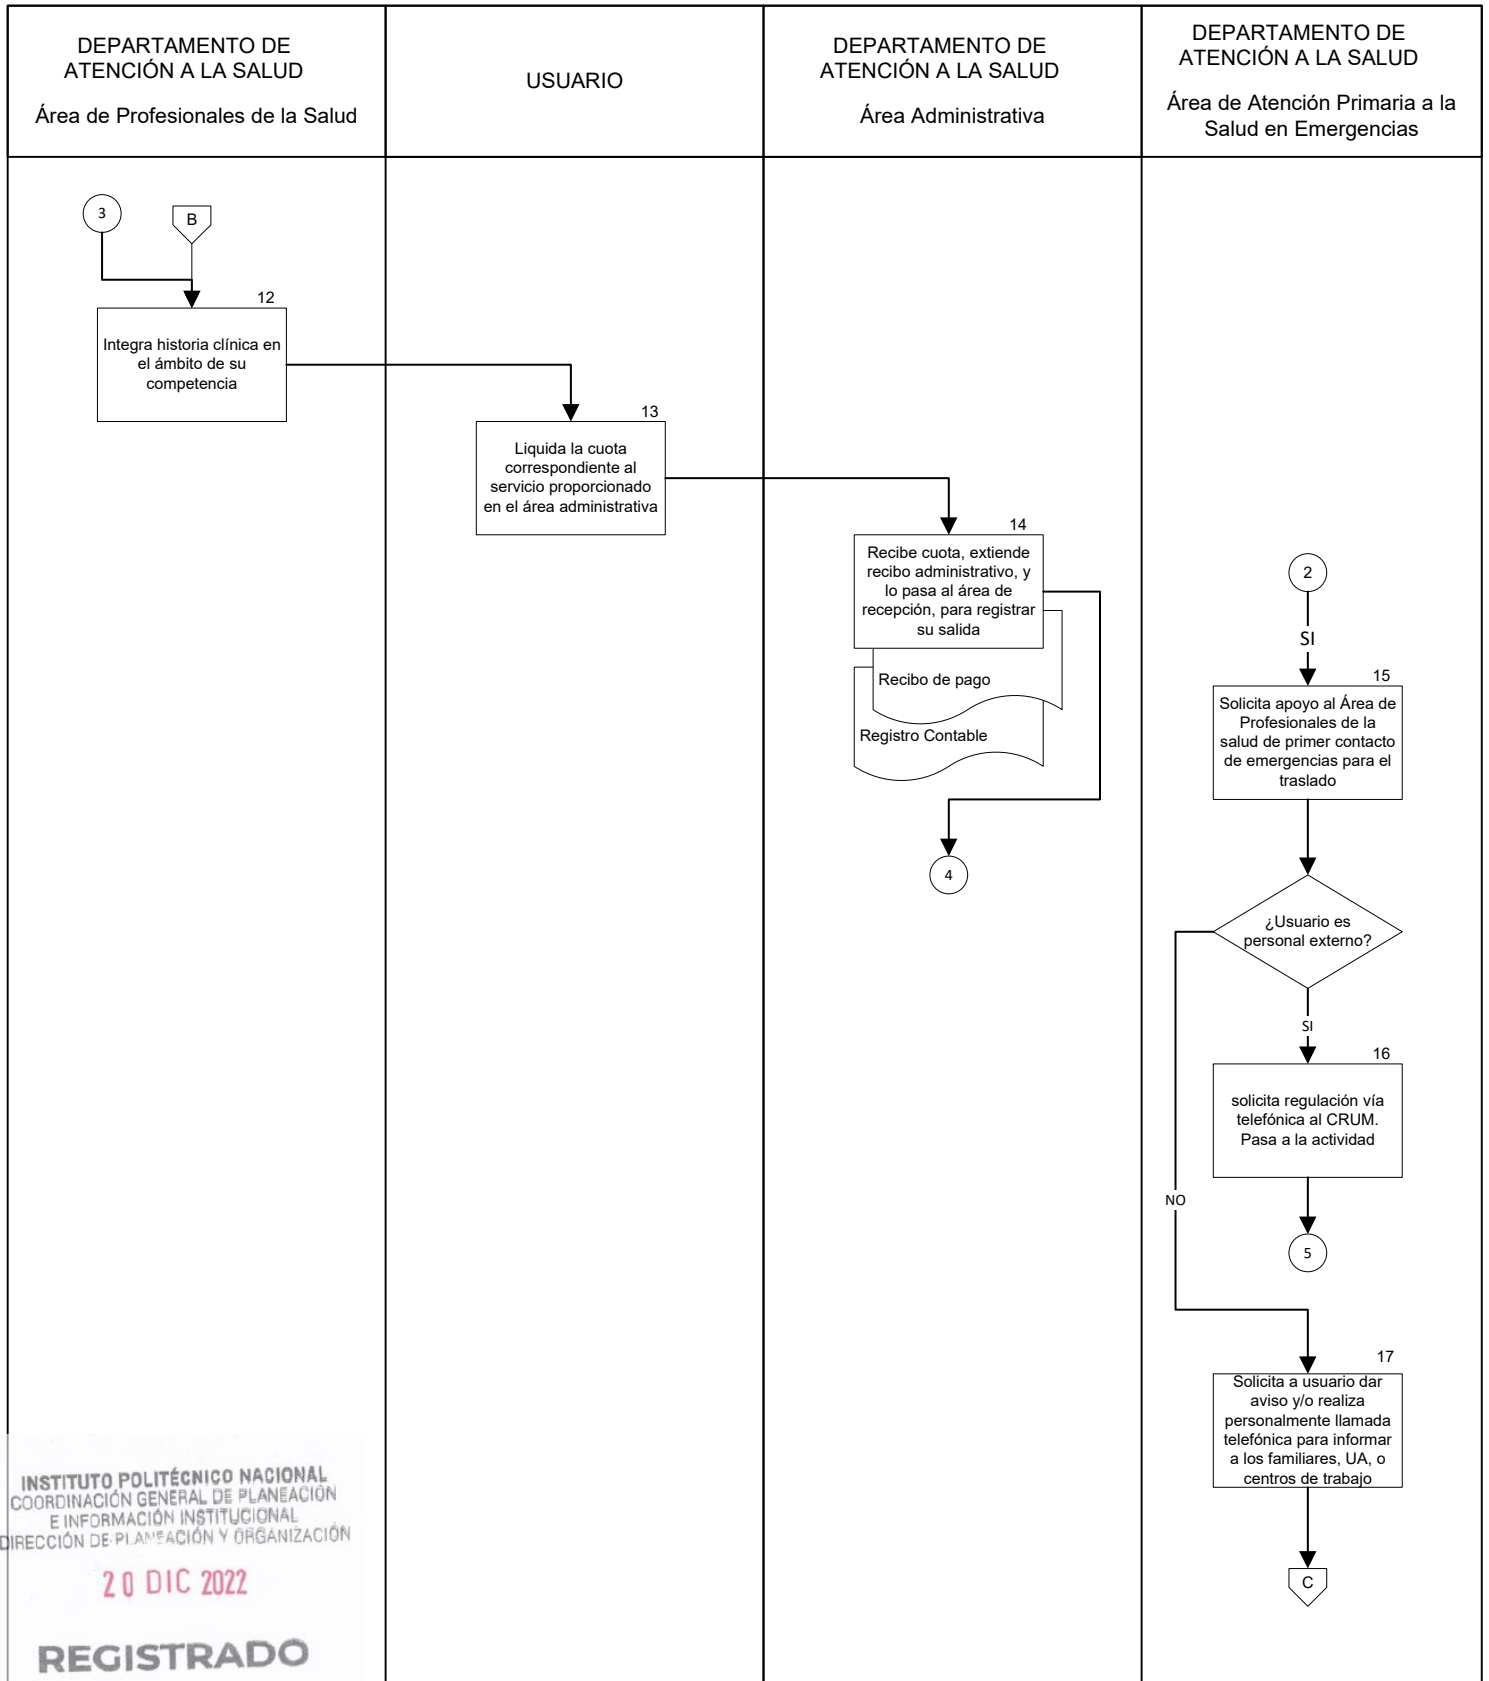 DEPARTAMENTO DE
ATENCIÓN A LA SALUD
Área de Profesionales de la Salud
USUARIO
DEPARTAMENTO DE
ATENCIÓN A LA SALUD
Área Administrativa
DEPARTAMENTO DE
ATENCIÓN A LA SALUD
Área de Atención Primaria a la
Salud en Emergencias
3
B
12
Integra historia clínica en
el ámbito de su
competencia
13
Liquida la cuota
correspondiente al
servicio proporcionado
en el área administrativa
14
Recibe cuota, extiende
recibo administrativo, y
lo pasa al área de
recepción, para registrar
su salida
Recibo de pago
Registro Contable
4
2
SI
15
Solicita apoyo al Área de
Profesionales de la
salud de primer contacto
de emergencias para el
traslado
¿Usuario es
personal externo?
SI
16
solicita regulación vía
telefónica al CRUM.
Pasa a la actividad
NO
5
17
Solicita a usuario dar
aviso y/o realiza
personalmente llamada
telefónica para informar
a los familiares, UA, o
centros de trabajo
C
INSTITUTO POLITÉCNICO NACIONAL
COORDINACIÓN GENERAL DE PLANEACIÓN
E INFORMACIÓN INSTITUCIONAL
DIRECCIÓN DE PLANEACIÓN Y ORGANIZACIÓN
20 DIC 2022
REGISTRADO